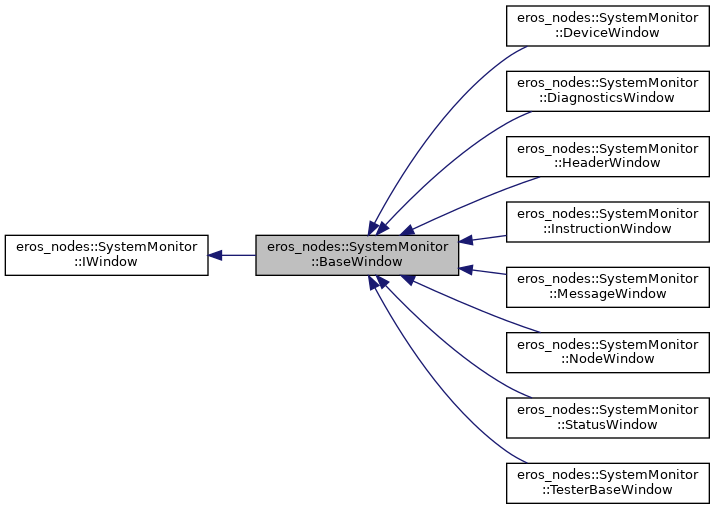 eros_nodes::SystemMonitor
::IWindow
eros_nodes::SystemMonitor
::BaseWindow
eros_nodes::SystemMonitor
::DeviceWindow
eros_nodes::SystemMonitor
::DiagnosticsWindow
eros_nodes::SystemMonitor
::HeaderWindow
eros_nodes::SystemMonitor
::InstructionWindow
eros_nodes::SystemMonitor
::MessageWindow
eros_nodes::SystemMonitor
::NodeWindow
eros_nodes::SystemMonitor
::StatusWindow
eros_nodes::SystemMonitor
::TesterBaseWindow